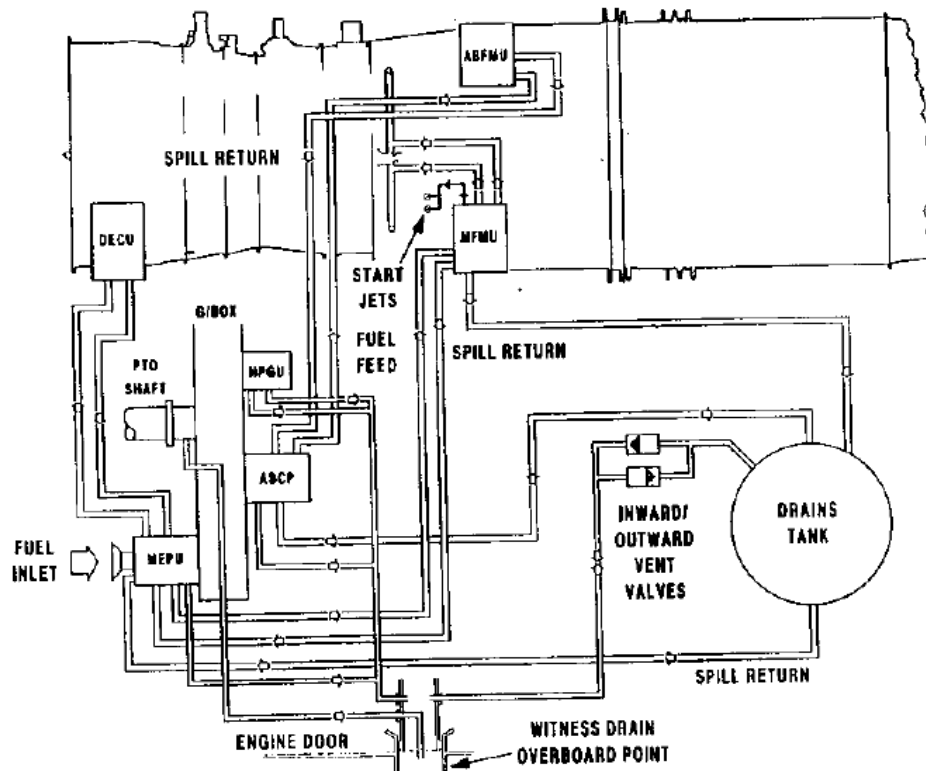 ABFMU
SPILL RETURN
DECU
MFMU
START
JETS
G/BOX
FUEL
FEED
SPILL RETURN
PTO
SHAFT
HPGU
ASCP
INWARD/
OUTWARD
VENT
VALVES
DRAINS
TANK
FUEL
INLET
MEPU
SPILL RETURN
ENGINE DOOR
WITNESS DRAIN
OVERBOARD POINT